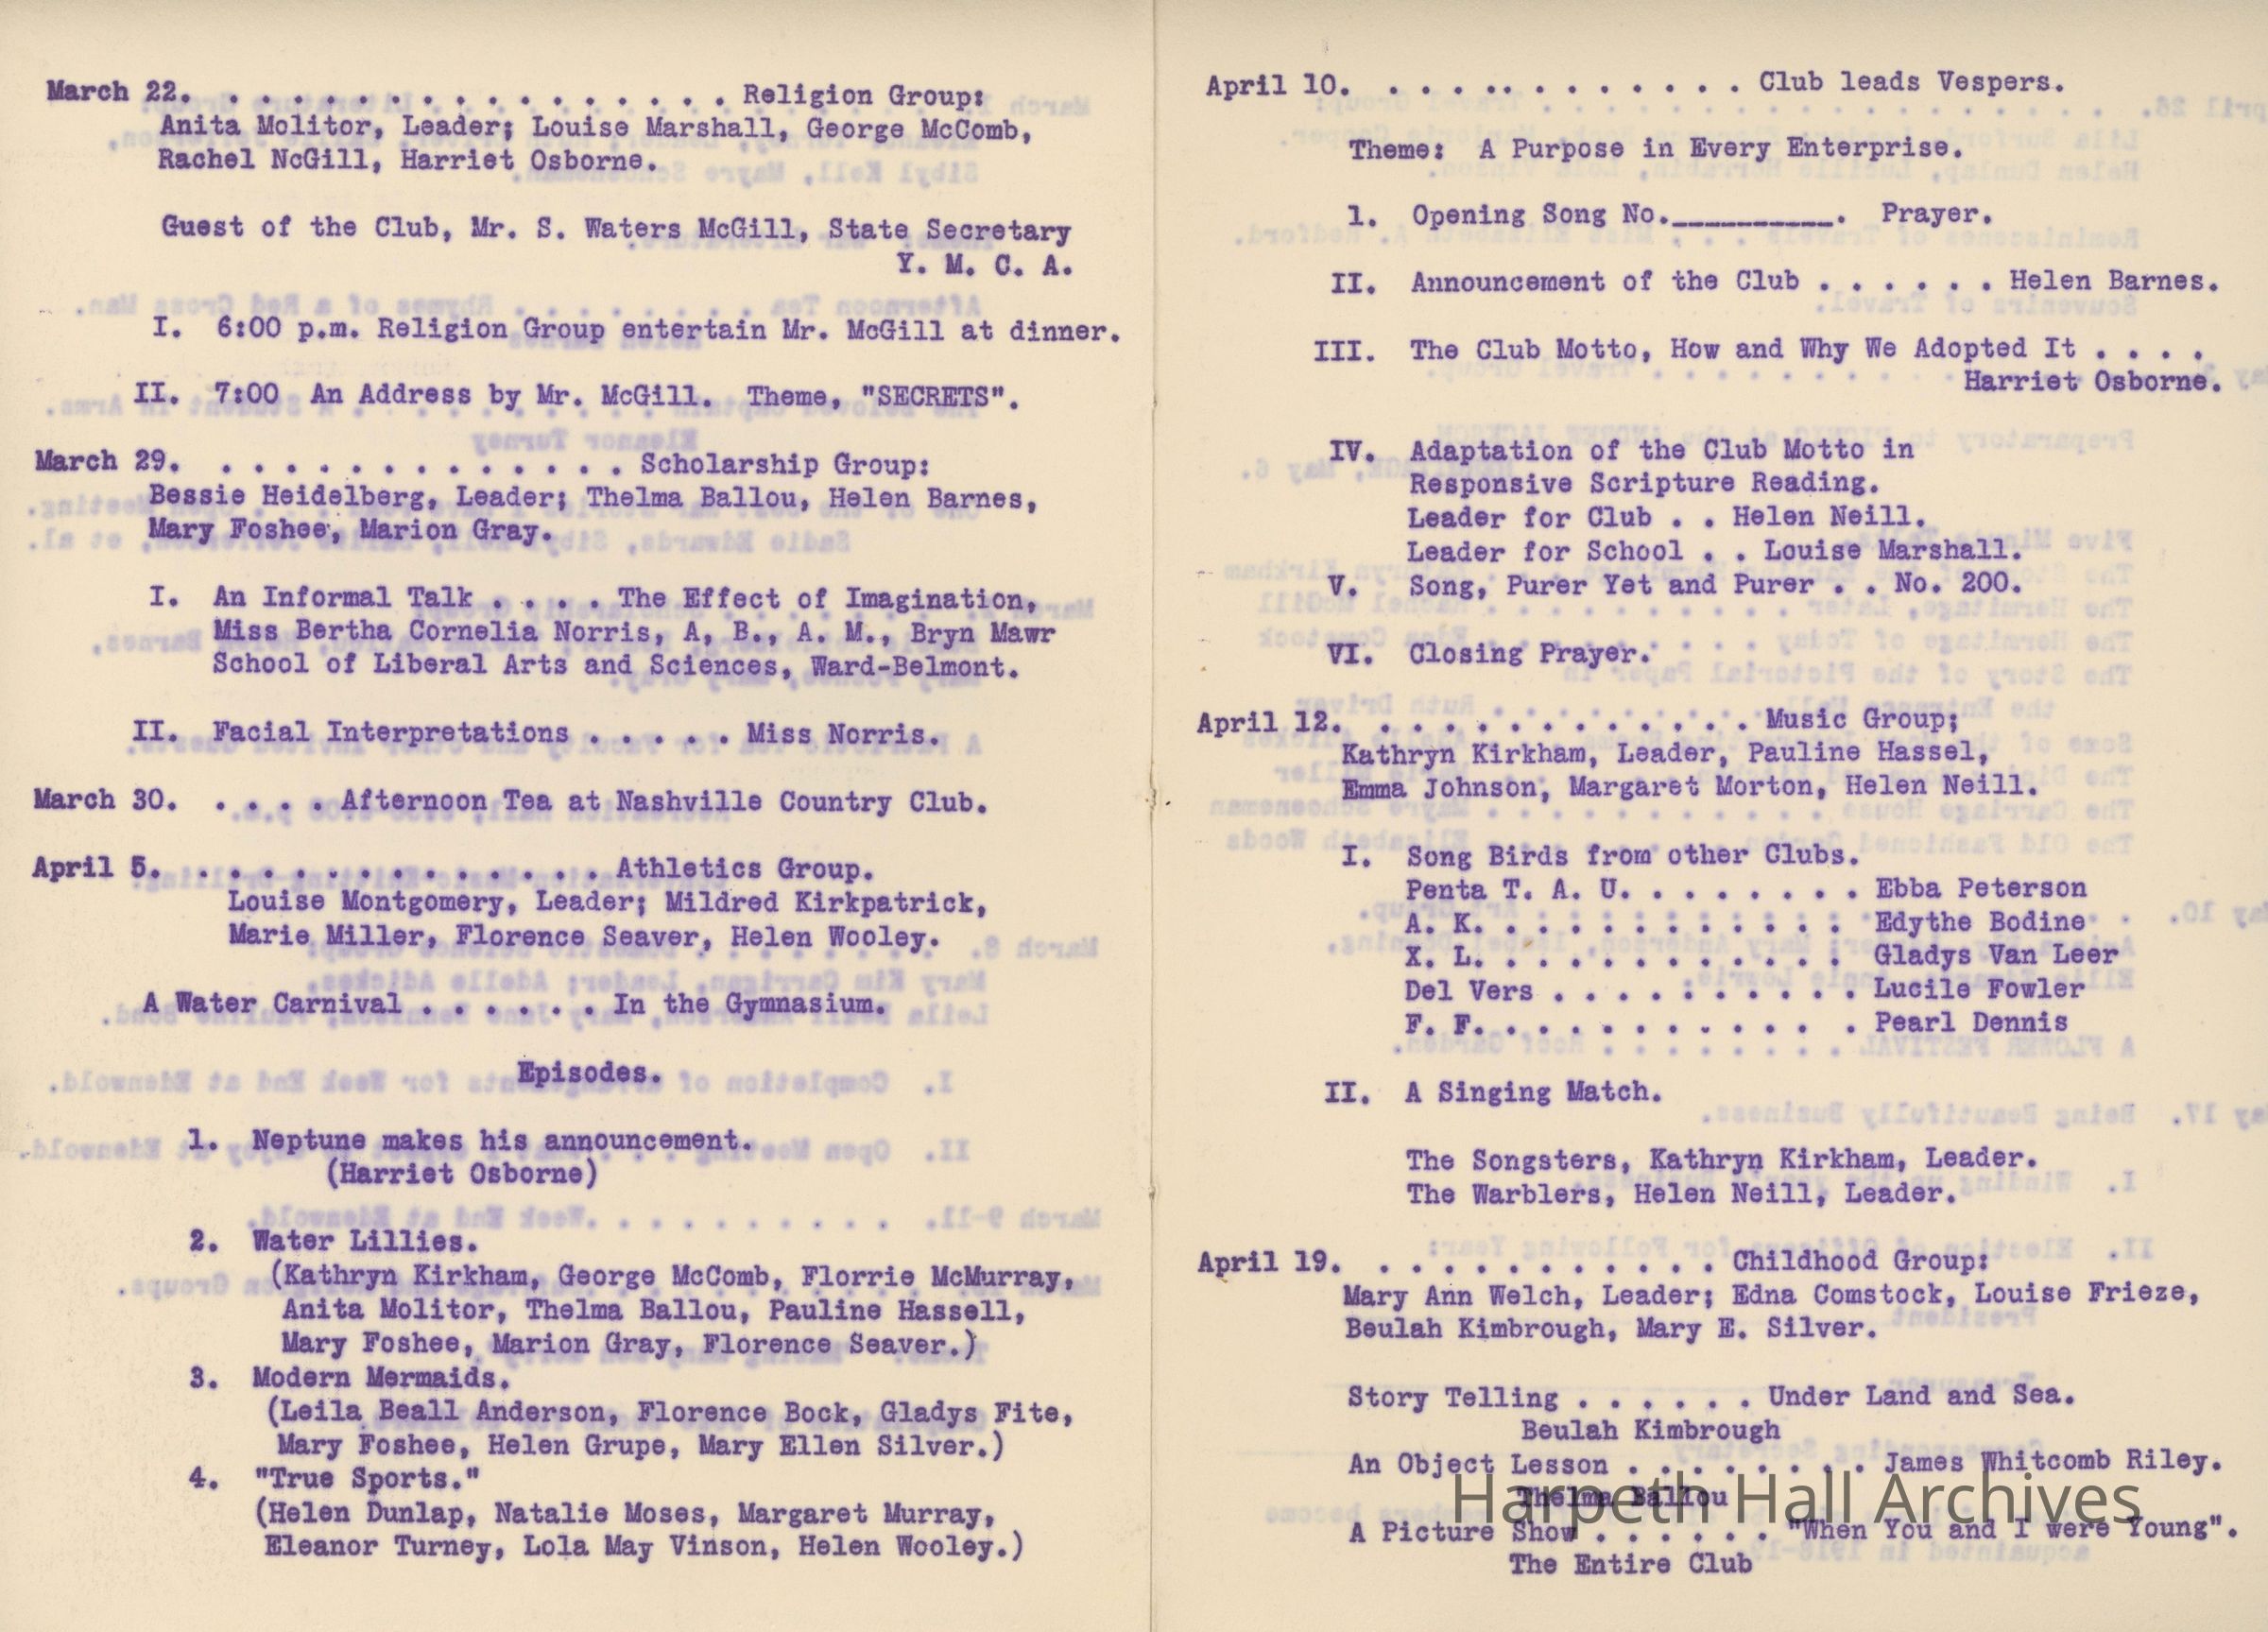 March 22. . . . . . . . . . . . . . . . . . Religion Group:
Anita Molitor, Leader; Louise Marshall, George McComb,
Rachel NcGill, Harriet Osborne.
Guest of the Club, Mr. S. Waters McGill, State Secretary
Y. M. C. A.
I. 6:00 p.m. Religion Group entertain Mr. McGill at dinner.
II. 7:00 An Address by Mr. McGill. Theme, "SECRETS".
March 29. . . . . . . . . . . . . . Scholarship Group:
Bessie Heidelberg, Leader; Thelma Ballou, Helen Barnes,
Mary Foshee, Marion Gray.
I. An Informal Talk . . . . The Effect of Imagination,
Miss Bertha Cornelia Norris, A, B., A. M., Bryn Mawr
School of Liberal Arts and Sciences, Ward-Belmont.
II. Facial Interpretations . . . . . Miss Norris.
March 30. . . . . Afternoon Tea at Nashville Country Club.
April 5. . . . . . . . . . . . . . Athletics Group.
Louise Montgomery, Leader; Mildred Kirkpatrick,
Marie Miller, Florence Seaver, Helen Wooley.
A Water Carnival . . . . . . In the Gymnasium.
Episodes.
1. Neptune makes his announcement.
(Harriet Osborne)
2. Water Lillies.
(Kathryn Kirkham, George McComb, Florrie McMurray,
Anita Molitor, Thelma Ballou, Pauline Hassell,
Mary Foshee, Marion Gray, Florence Seaver.)
3. Modern Mermaids.
(Leila Beall Anderson, Florence Bock, Gladys Fite,
Mary Foshee, Helen Grupe, Mary Ellen Silver.)
4. "True Sports."
(Helen Dunlap, Natalie Moses, Margaret Murray,
Eleanor Turney, Lola May Vinson, Helen Wooley.)
April 10. . . . . . . . . . . . . Club leads Vespers.
Theme: A Purpose in Every Enterprise.
1. Opening Song No.__________. Prayer.
II. Announcement of the Club . . . . . . Helen Barnes.
III. The Club Motto, How and Why We Adopted It . . . .
Harriet Osborne.
IV. Adaptation of the Club Motto in
Responsive Scripture Reading.
Leader for Club . . Helen Neill.
Leader for School . . Louise Marshall.
V. Song, Purer Yet and Purer . . No. 200.
VI. Closing Prayer.
April 12. . . . . . . . . . . . . Music Group;
Kathryn Kirkham, Leader, Pauline Hassel,
Emma Johnson, Margaret Morton, Helen Neill.
I. Song Birds from other Clubs.
Penta T. A. U. . . . . . . . Ebba Peterson
A. K. . . . . . . . . . . . Edythe Bodine
X. L. . . . . . . . . . . . Gladys Van Leer
Del Vers . . . . . . . . . . Lucile Fowler
F. F. . . . . . . . . . . . Pearl Dennis
II. A Singing Match.
The Songsters, Kathryn Kirkham, Leader.
The Warblers, Helen Neill, Leader.
April 19. . . . . . . . . . . . Childhood Group:
Mary Ann Welch, Leader; Edna Comstock, Louise Frieze,
Beulah Kimbrough, Mary E. Silver.
Story Telling . . . . . . Under Land and Sea.
Beulah Kimbrough
An Object Lesson . . . . . . . . James Whitcomb Riley.
Thelma Ballou
A Picture Show . . . . . . "When You and I were Young".
The Entire Club
Harpeth Hall Archives